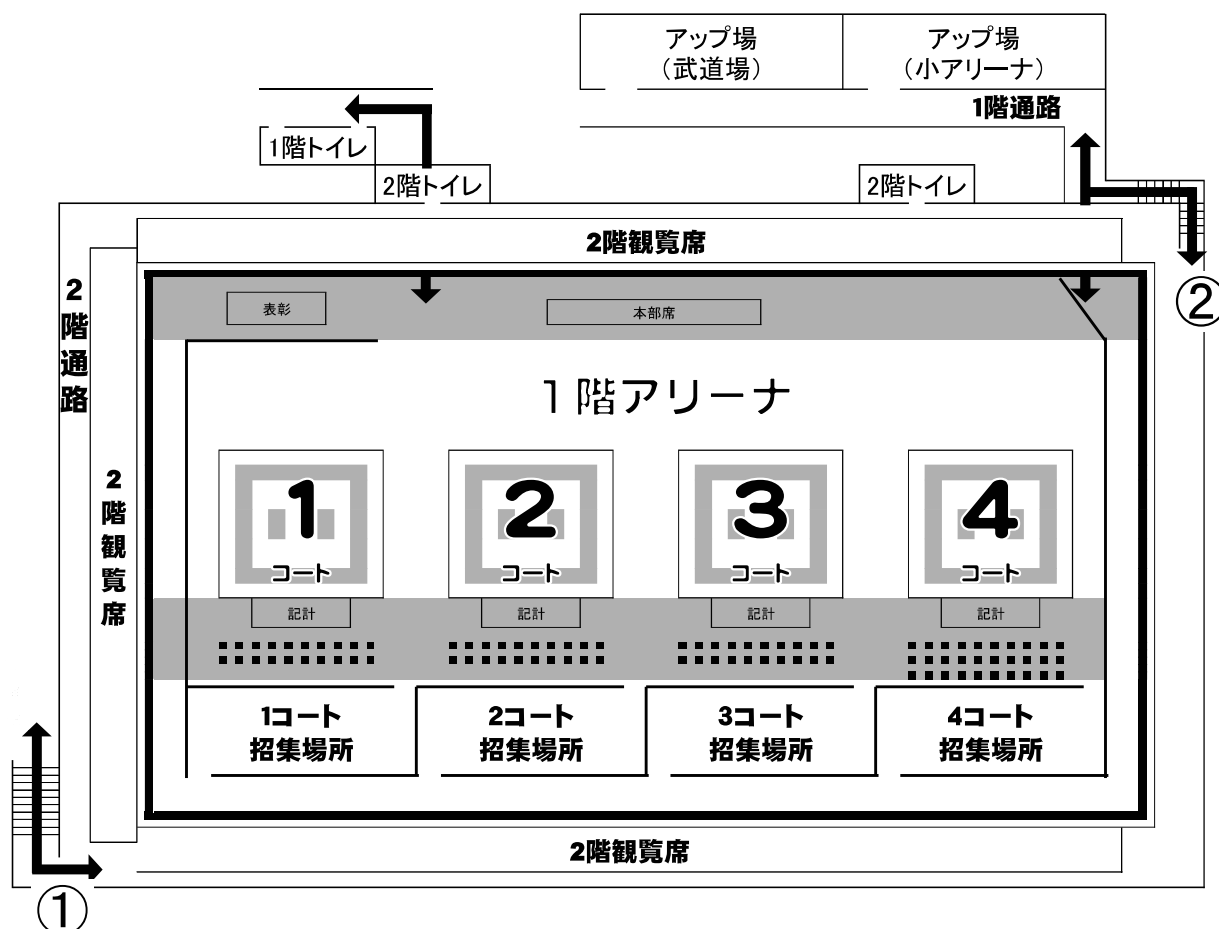 アップ場
(武道場)
アップ場
(小アリーナ)
1階通路
1階トイレ
2階トイレ
2階トイレ
2階観覧席
2階通路
②
表彰
本部席
1階アリーナ
2階観覧席
1
コート
2
コート
3
コート
4
コート
記計
記計
記計
記計
1コート
招集場所
2コート
招集場所
3コート
招集場所
4コート
招集場所
2階観覧席
①